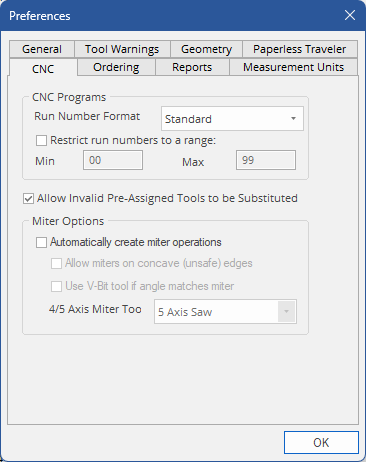 Preferences
General Tool Warnings Geometry Paperless Traveler
CNC Ordering Reports Measurement Units
CNC Programs
Run Number Format Standard
Restrict run numbers to a range:
Min 00 Max 99
Allow Invalid Pre-Assigned Tools to be Substituted
Miter Options
Automatically create miter operations
Allow miters on concave (unsafe) edges
Use V-Bit tool if angle matches miter
4/5 Axis Miter Too 5 Axis Saw
OK